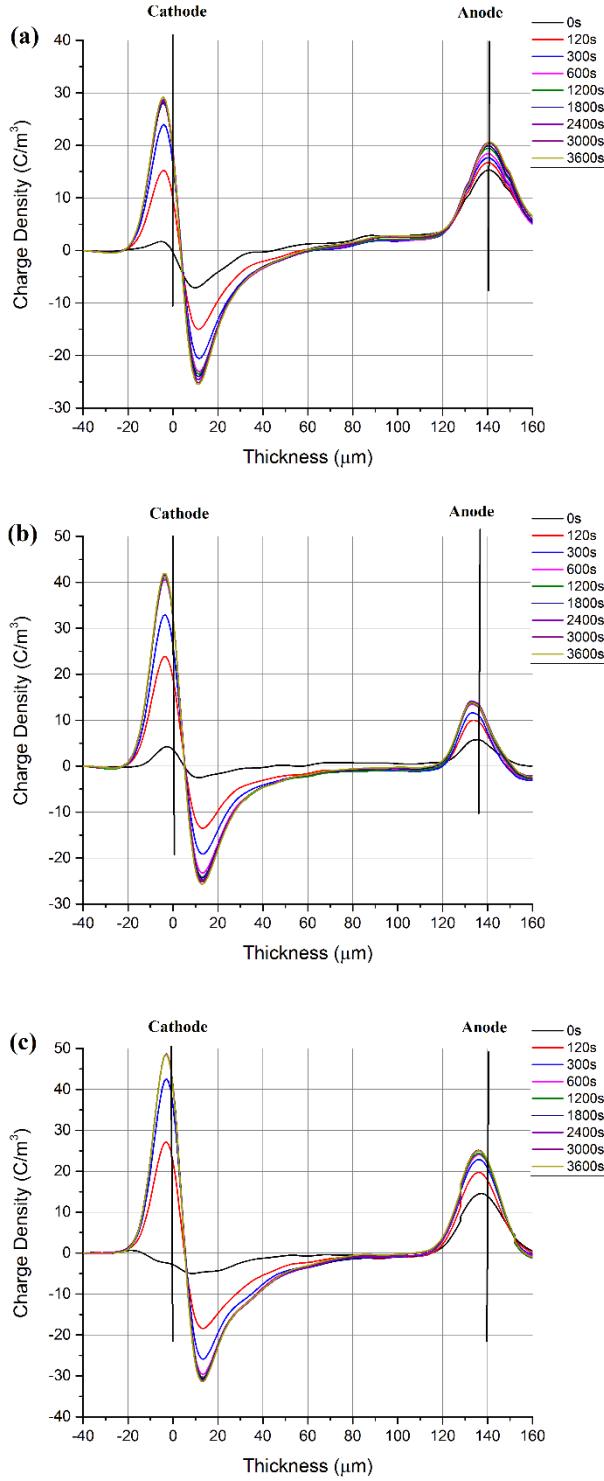 Cathode
Anode
(a)
0s
120s
300s
600s
1200s
1800s
2400s
3000s
3600s
Charge Density (C/m³)
40
30
20
10
0
-10
-20
-30
-40 -20 0 20 40 60 80 100 120 140 160
Thickness (μm)
Cathode
Anode
(b)
0s
120s
300s
600s
1200s
1800s
2400s
3000s
3600s
Charge Density (C/m³)
50
40
30
20
10
0
-10
-20
-30
-40 -20 0 20 40 60 80 100 120 140 160
Thickness (μm)
Cathode
Anode
(c)
0s
120s
300s
600s
1200s
1800s
2400s
3000s
3600s
Charge Density (C/m³)
50
40
30
20
10
0
-10
-20
-30
-40
-40 -20 0 20 40 60 80 100 120 140 160
Thickness (μm)